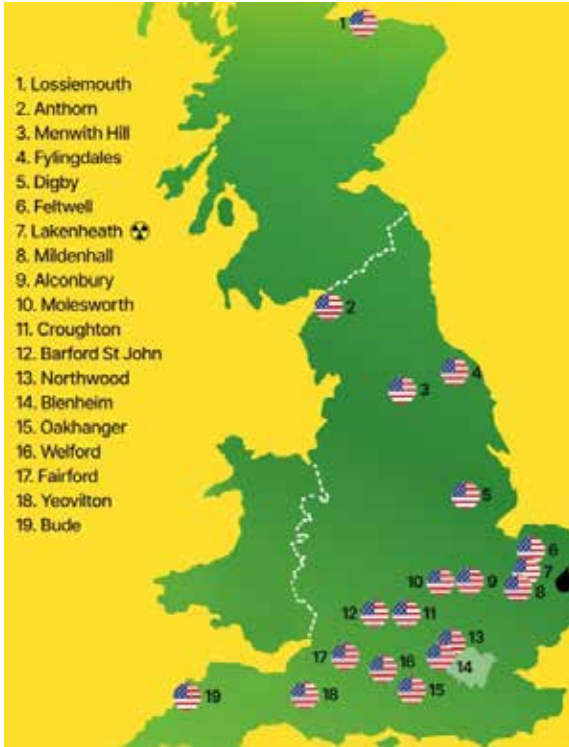 1. Lossiemouth
2. Anthorn
3. Menwith Hill
4. Fylingdales
5. Digby
6. Feltwell
7. Lakenheath ☢
8. Mildenhall
9. Alconbury
10. Molesworth
11. Croughton
12. Barford St John
13. Northwood
14. Blenheim
15. Oakhanger
16. Welford
17. Fairford
18. Yeovilton
19. Bude
1
2
4
3
5
6
7
10
9
8
12
11
13
17
16
14
19
18
15